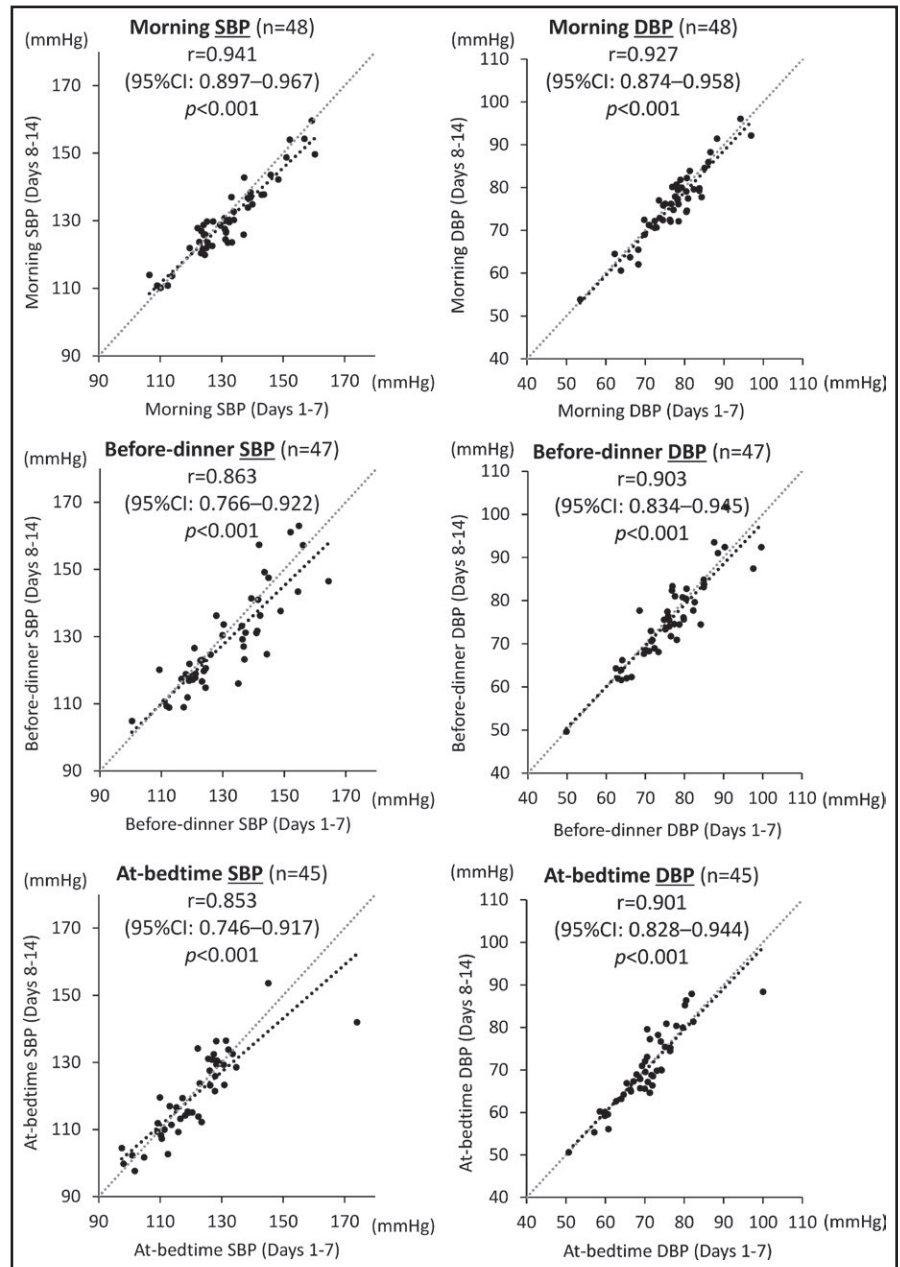 Morning SBP (n=48)
(mmHg)
r=0.941
(95%CI: 0.897–0.967)
p<0.001
170
150
130
110
90
Morning SBP (Days 8-14)
90 110 130 150 170 (mmHg)
Morning SBP (Days 1-7)
Morning DBP (n=48)
(mmHg)
r=0.927
(95%CI: 0.874–0.958)
p<0.001
110
100
90
80
70
60
50
40
Morning DBP (Days 8-14)
40 50 60 70 80 90 100 110 (mmHg)
Morning DBP (Days 1-7)
Before-dinner SBP (n=47)
(mmHg)
r=0.863
(95%CI: 0.766–0.922)
p<0.001
170
150
130
110
90
Before-dinner SBP (Days 8-14)
90 110 130 150 170
(mmHg)
Before-dinner SBP (Days 1-7)
Before-dinner DBP (n=47)
(mmHg)
r=0.903
(95%CI: 0.834–0.945)
p<0.001
110
100
90
80
70
60
50
40
Before-dinner DBP (Days 8-14)
40 50 60 70 80 90 100 110
(mmHg)
Before-dinner DBP (Days 1-7)
At-bedtime SBP (n=45)
(mmHg)
r=0.853
(95%CI: 0.746–0.917)
p<0.001
170
150
130
110
90
At-bedtime SBP (Days 8-14)
90 110 130 150 170
(mmHg)
At-bedtime SBP (Days 1-7)
At-bedtime DBP (n=45)
(mmHg)
r=0.901
(95%CI: 0.828–0.944)
p<0.001
110
100
90
80
70
60
50
40
At-bedtime DBP (Days 8-14)
40 50 60 70 80 90 100 110
(mmHg)
At-bedtime DBP (Days 1-7)